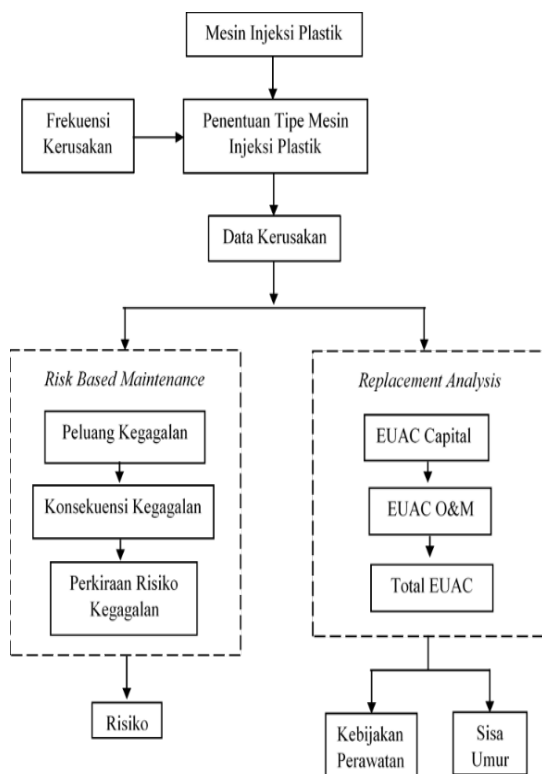 Mesin Injeksi Plastik
Frekuensi
Kerusakan
Penentuan Tipe Mesin
Injeksi Plastik
Data Kerusakan
Risk Based Maintenance
Peluang Kegagalan
Konsekuensi Kegagalan
Perkiraan Risiko
Kegagalan
Risiko
Replacement Analysis
EUAC Capital
EUAC O&M
Total EUAC
Kebijakan
Perawatan
Sisa
Umur